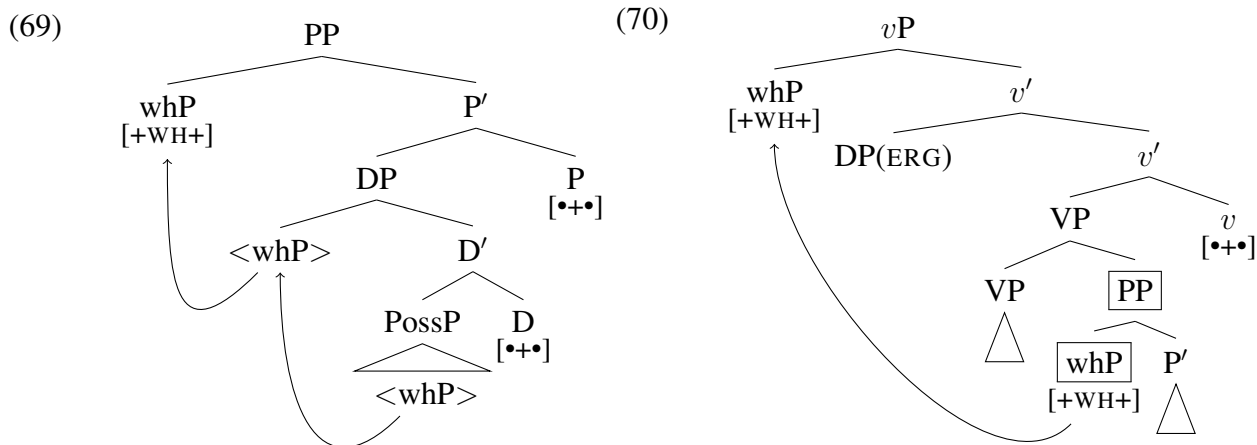 (69)
PP
whP P′
[+WH+]
DP P
[•+•]
<whP> D′
PossP D
[•+•]
<whP>
(70)
vP
whP v′
[+WH+]
DP(ERG) v′
VP v
[•+•]
VP PP
whP P′
[+WH+]